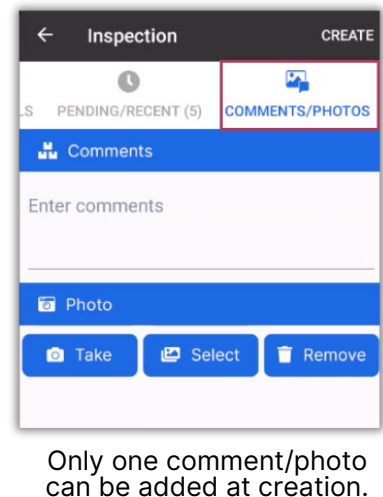 Inspection CREATE
LS PENDING/RECENT (5) COMMENTS/PHOTOS
Comments
Enter comments
Photo
Take Select Remove
Only one comment/photo
can be added at creation.